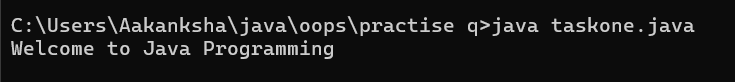 C:\Users\Aakanksha\java\oops\practise q>java taskone.java
Welcome to Java Programming